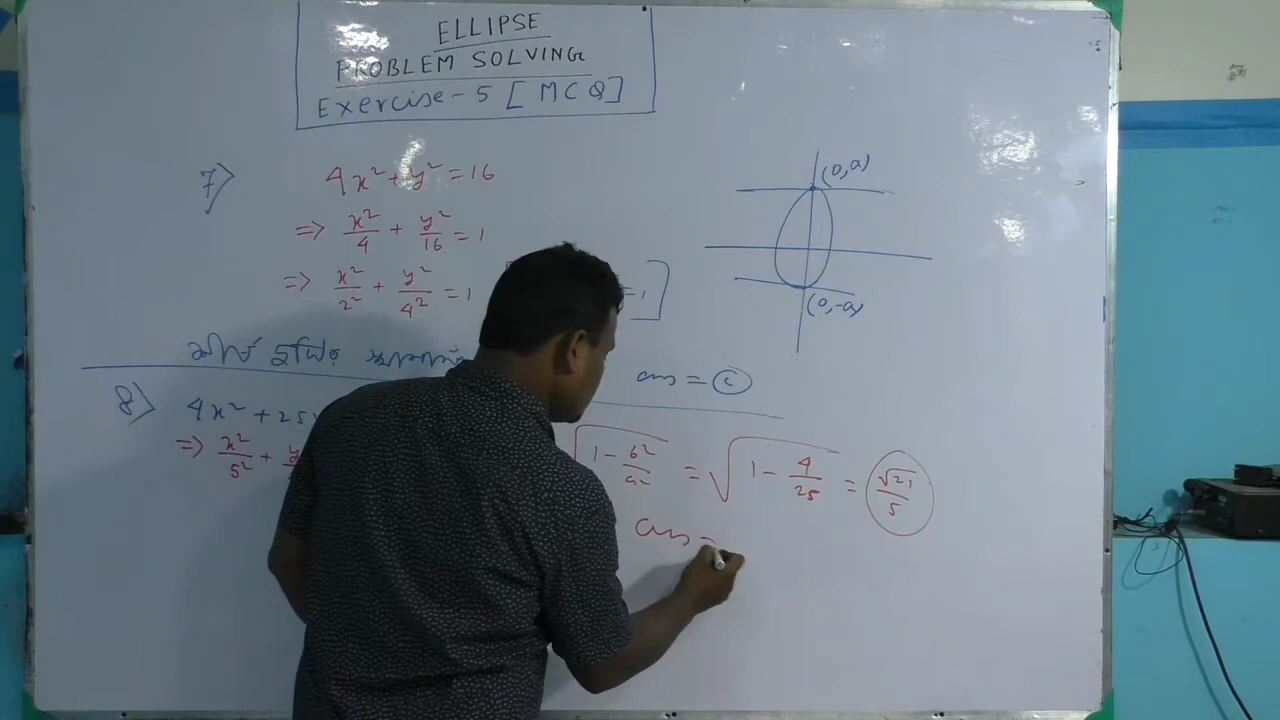 ELLIPSE
PROBLEM SOLVING
Exercise-5 [MCQ]
7> 4x² + y² = 16
=> x²/4 + y²/16 = 1
=> x²/2² + y²/4² = 1
=1]
(0,a)
(0,-a)
ans = ©
8> 4x² + 25
=> x²/5² + y
√1 - b²/a² = √1 - 4/25 = √21/5
ans =